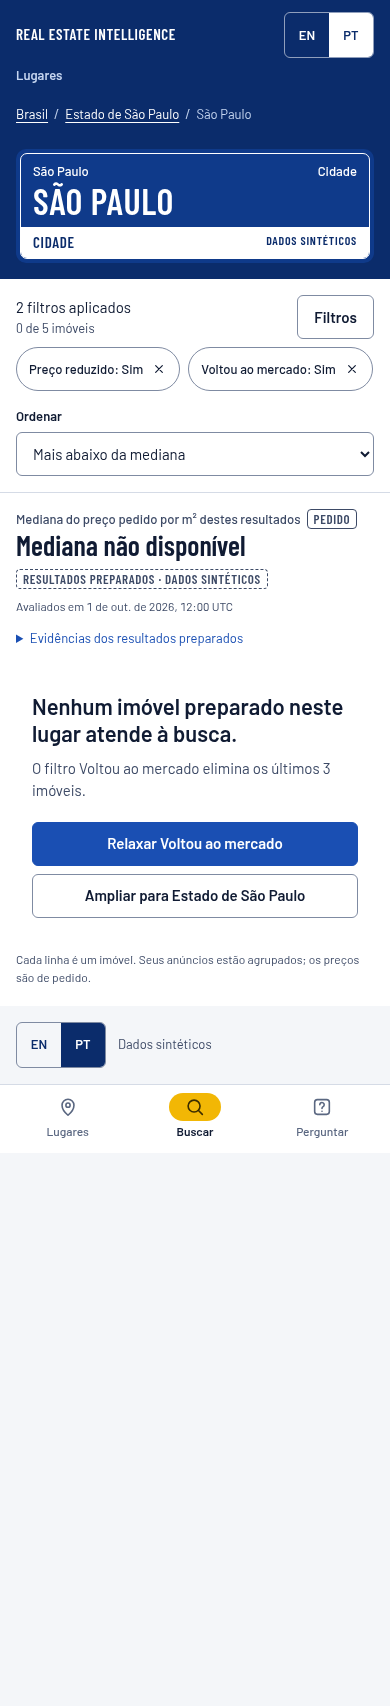 REAL ESTATE INTELLIGENCE
EN PT
Lugares
Brasil / Estado de São Paulo / São Paulo
São Paulo Cidade
SÃO PAULO
CIDADE DADOS SINTÉTICOS
2 filtros aplicados
0 de 5 imóveis
Filtros
Preço reduzido: Sim × Voltou ao mercado: Sim ×
Ordenar
Mais abaixo da mediana
Mediana do preço pedido por m² destes resultados PEDIDO
Mediana não disponível
RESULTADOS PREPARADOS · DADOS SINTÉTICOS
Avaliados em 1 de out. de 2026, 12:00 UTC
Evidências dos resultados preparados
Nenhum imóvel preparado neste
lugar atende à busca.
O filtro Voltou ao mercado elimina os últimos 3
imóveis.
Relaxar Voltou ao mercado
Ampliar para Estado de São Paulo
Cada linha é um imóvel. Seus anúncios estão agrupados; os preços
são de pedido.
EN PT Dados sintéticos
Lugares Buscar Perguntar